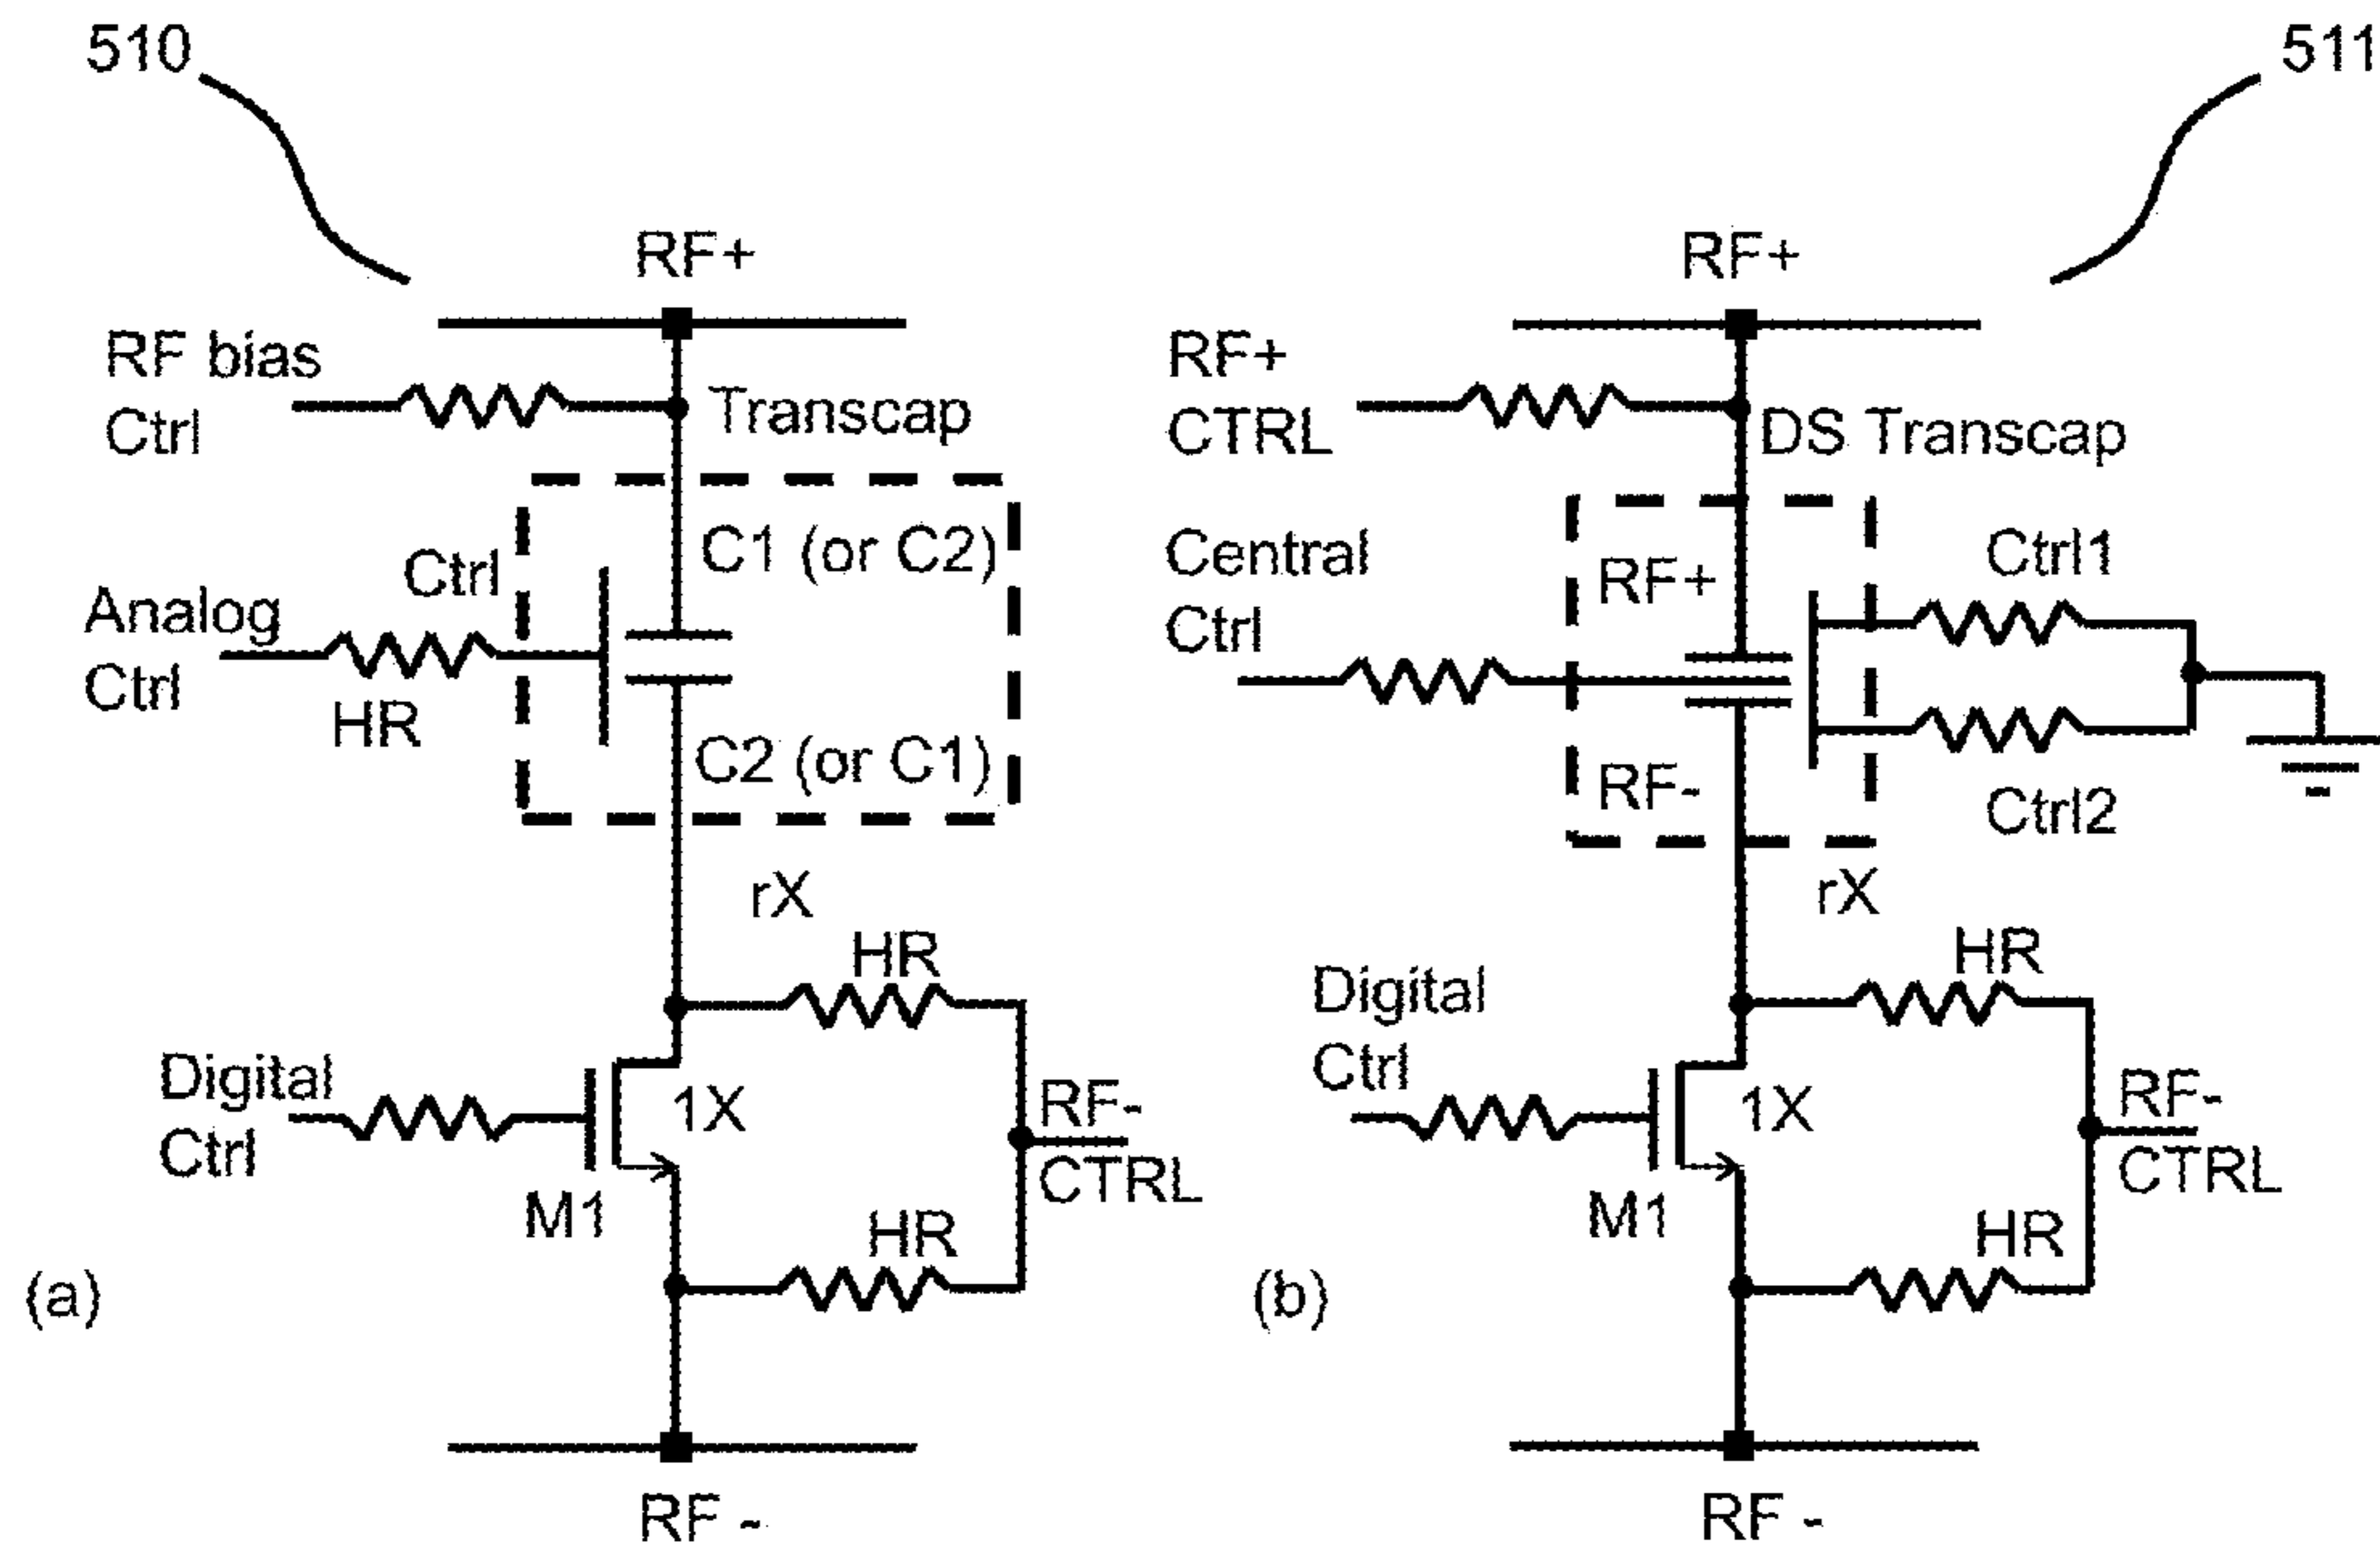 510
511
RF+
RF bias
Ctrl
Transcap
C1 (or C2)
Ctrl
Analog
Ctrl
HR
C2 (or C1)
rX
HR
Digital
Ctrl
1X
RF-
CTRL
M1
HR
(a)
RF -
RF+
RF+
CTRL
DS Transcap
Central
Ctrl
RF+
Ctrl1
RF-
Ctrl2
rX
HR
Digital
Ctrl
1X
RF-
CTRL
M1
HR
(b)
RF -